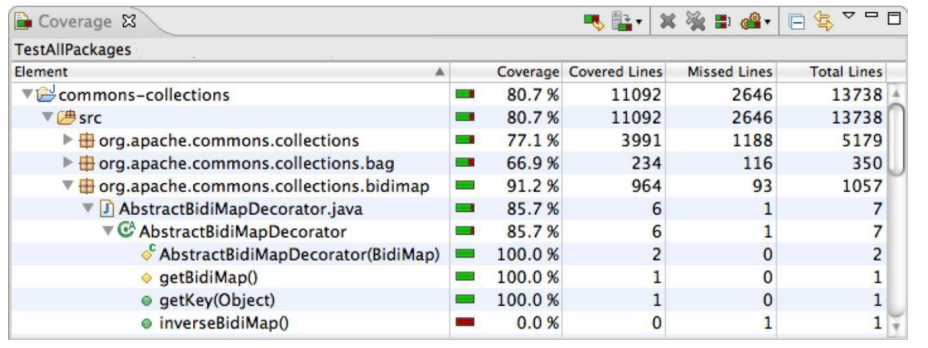 Coverage
TestAllPackages
Element Coverage Covered Lines Missed Lines Total Lines
commons-collections 80.7 % 11092 2646 13738
src 80.7 % 11092 2646 13738
org.apache.commons.collections 77.1 % 3991 1188 5179
org.apache.commons.collections.bag 66.9 % 234 116 350
org.apache.commons.collections.bidimap 91.2 % 964 93 1057
AbstractBidiMapDecorator.java 85.7 % 6 1 7
AbstractBidiMapDecorator 85.7 % 6 1 7
AbstractBidiMapDecorator(BidiMap) 100.0 % 2 0 2
getBidiMap() 100.0 % 1 0 1
getKey(Object) 100.0 % 1 0 1
inverseBidiMap() 0.0 % 0 1 1